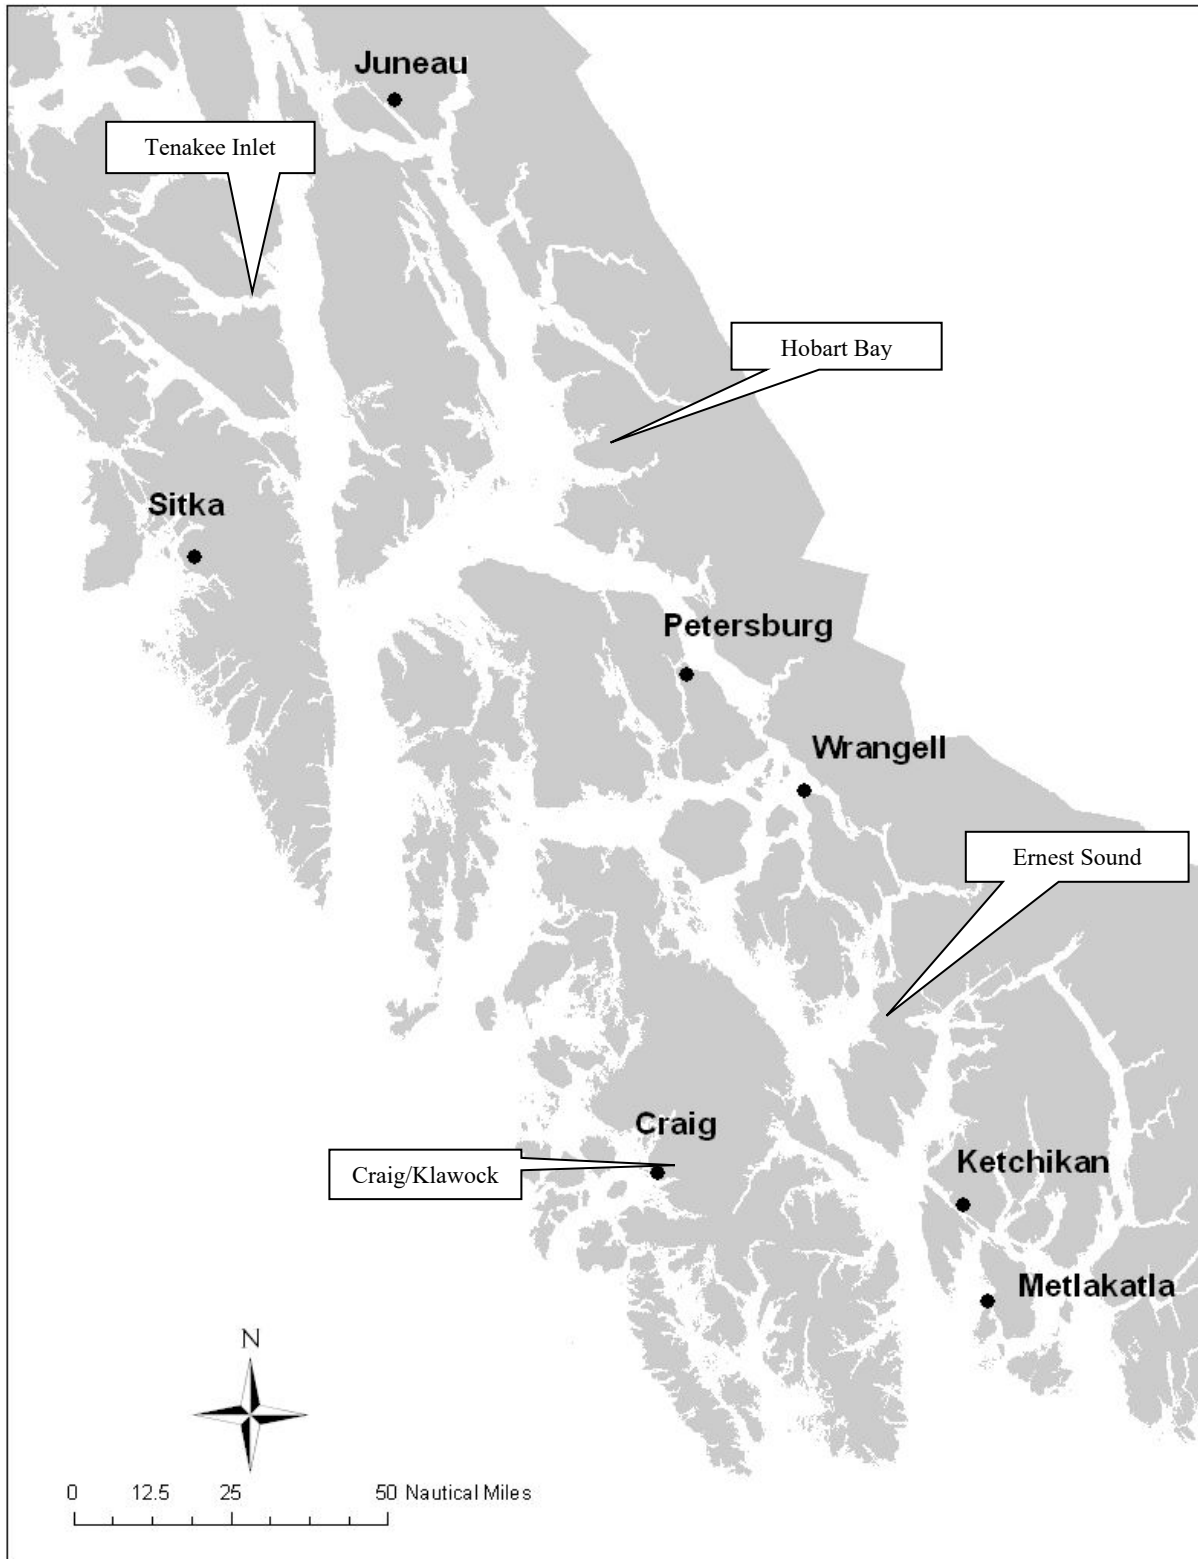 Juneau
Tenakee Inlet
Hobart Bay
Sitka
Petersburg
Wrangell
Ernest Sound
Craig
Craig/Klawock
Ketchikan
Metlakatla
N
0 12.5 25 50 Nautical Miles